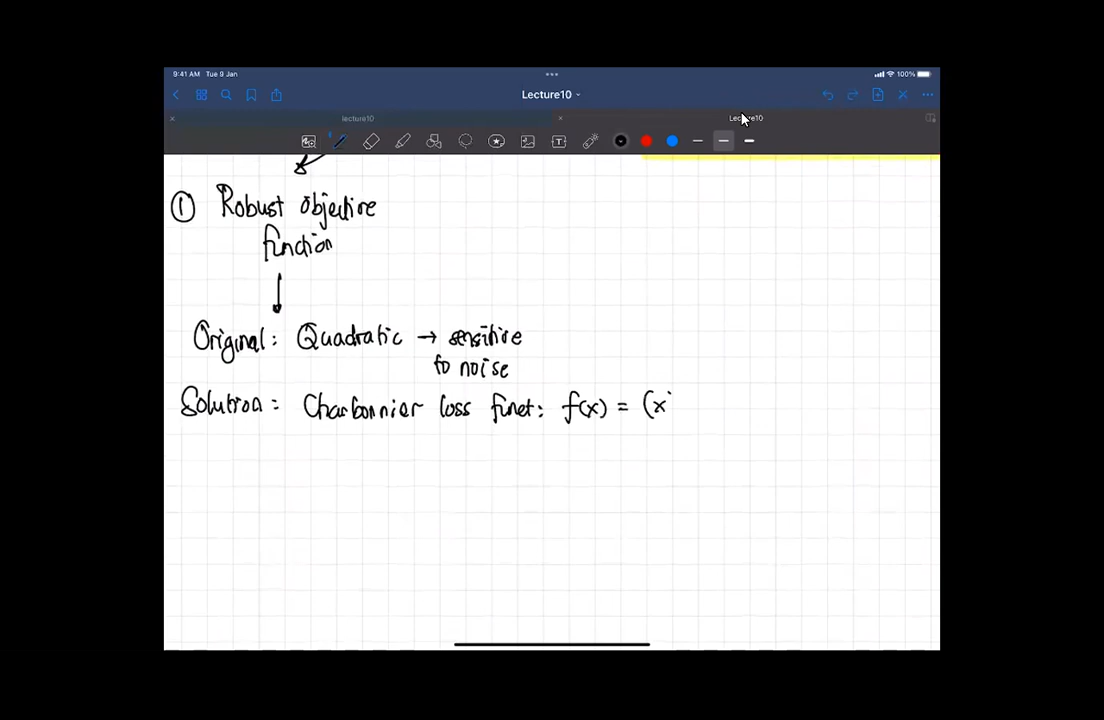 9:41 AM Tue 9 Jan
100%
Lecture10
lecture10
Lecture10
① Robust objective
function
Original: Quadratic → sensitive
to noise
Solution: Charbonnier loss funct: f(x) = (x